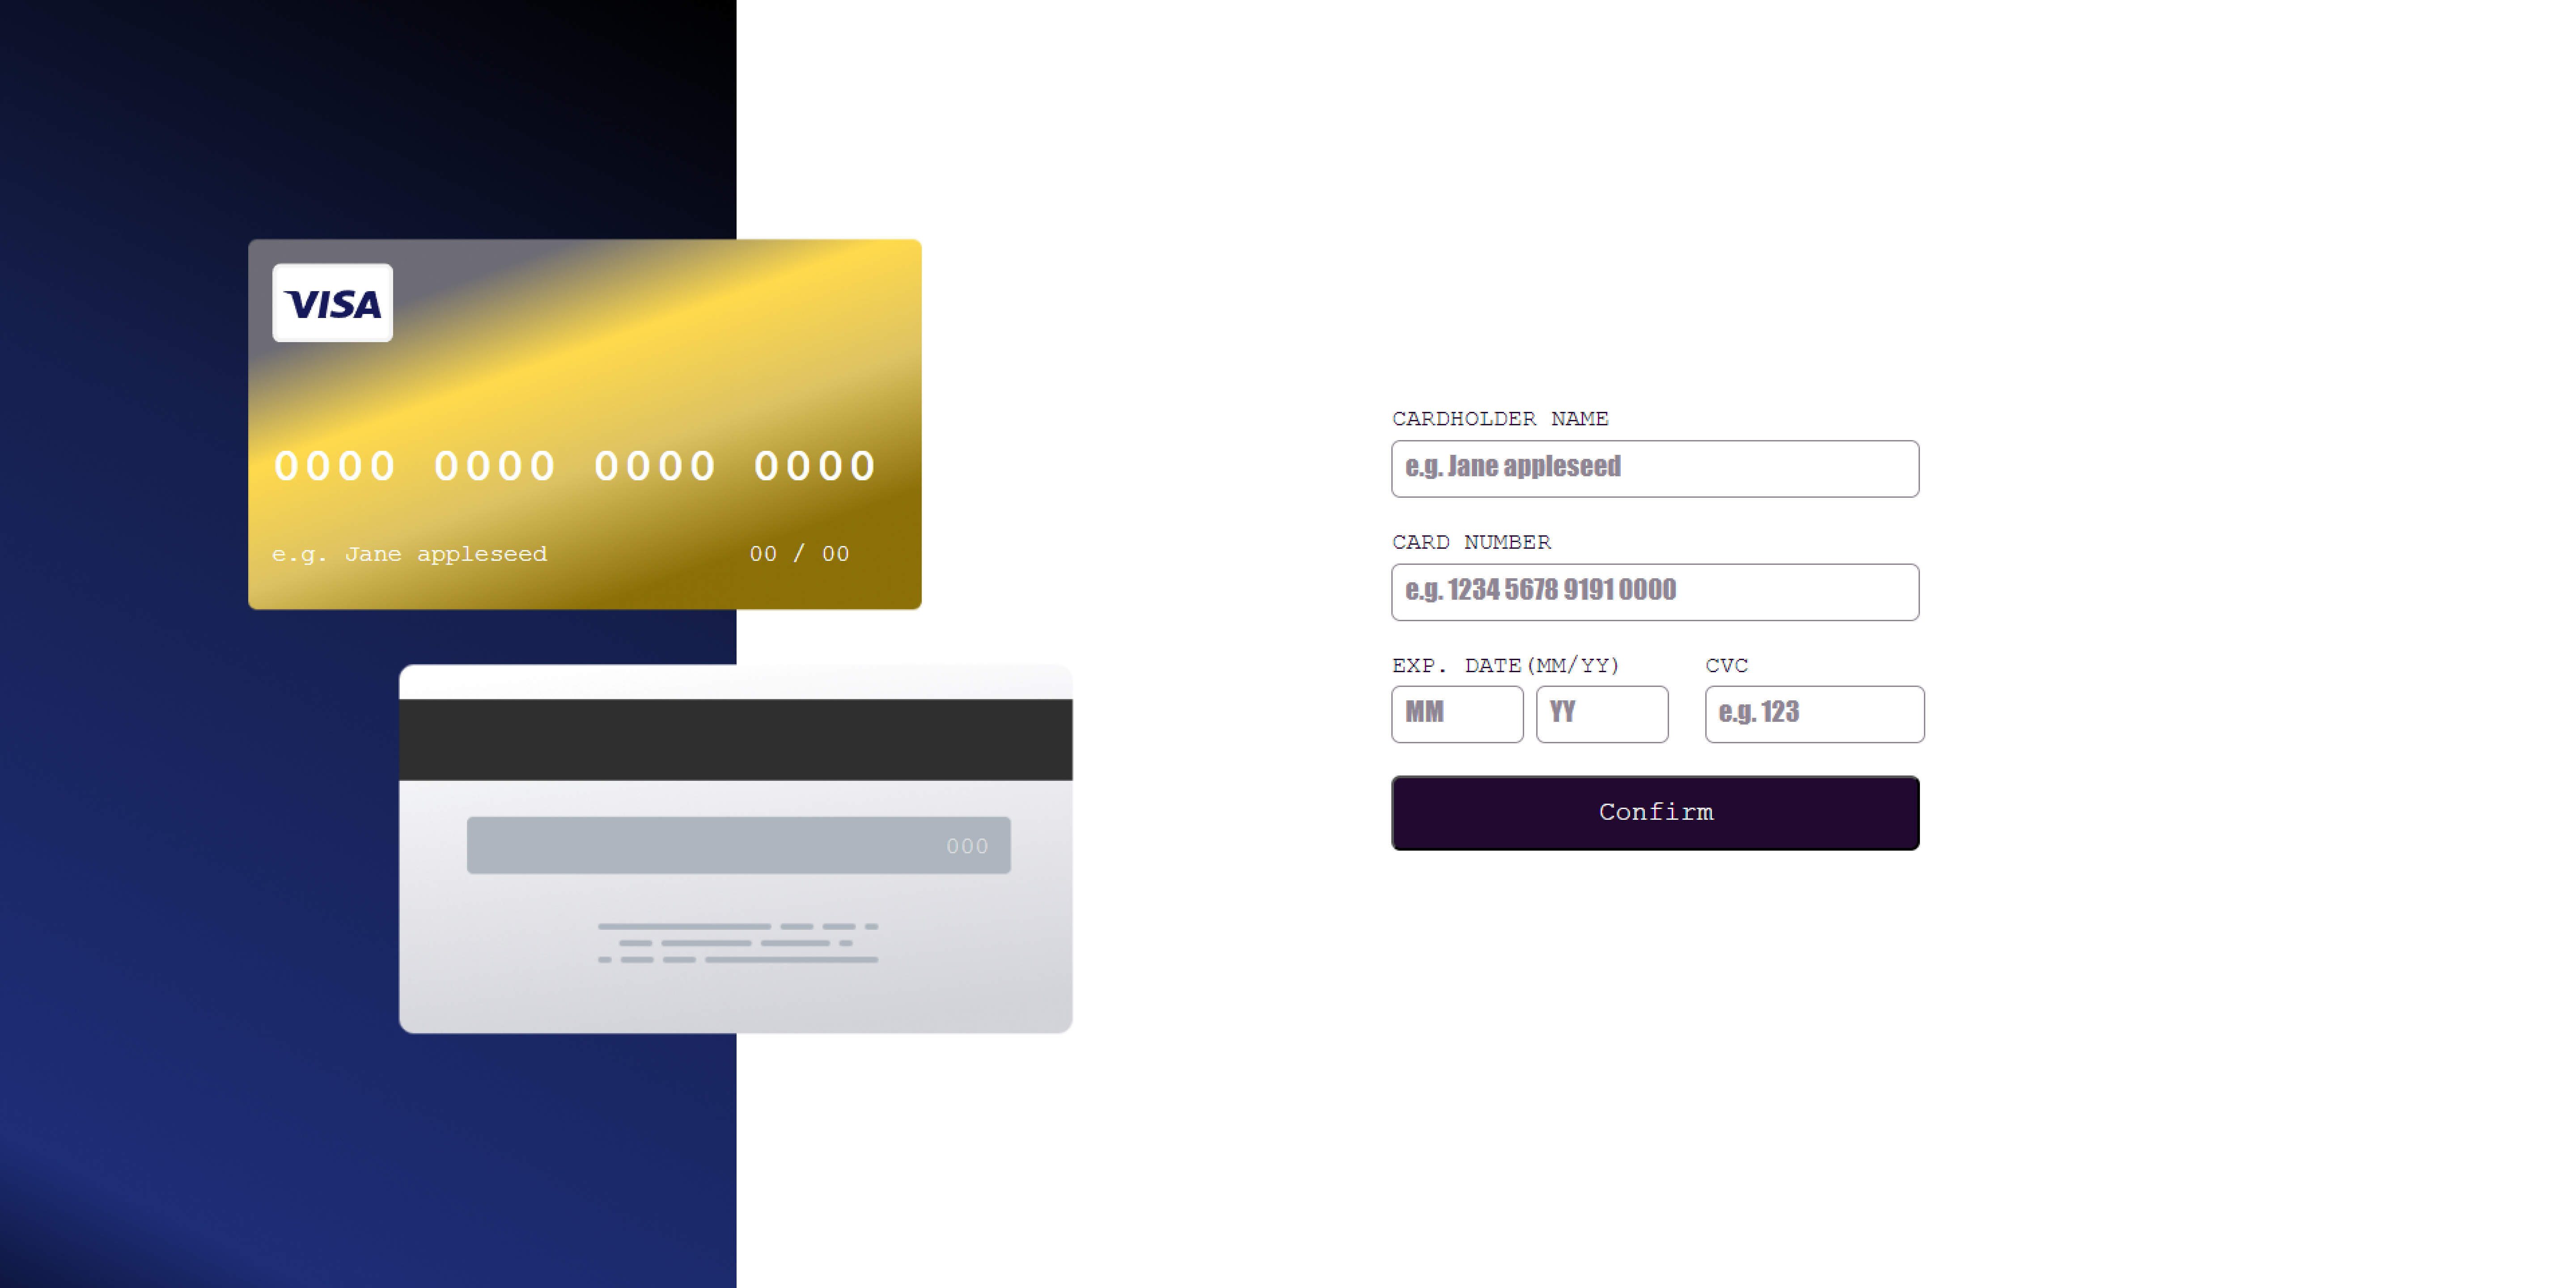 VISA
0000 0000 0000 0000
e.g. Jane appleseed 00 / 00
000
CARDHOLDER NAME
e.g. Jane appleseed
CARD NUMBER
e.g. 1234 5678 9191 0000
EXP. DATE(MM/YY) CVC
MM YY e.g. 123
Confirm